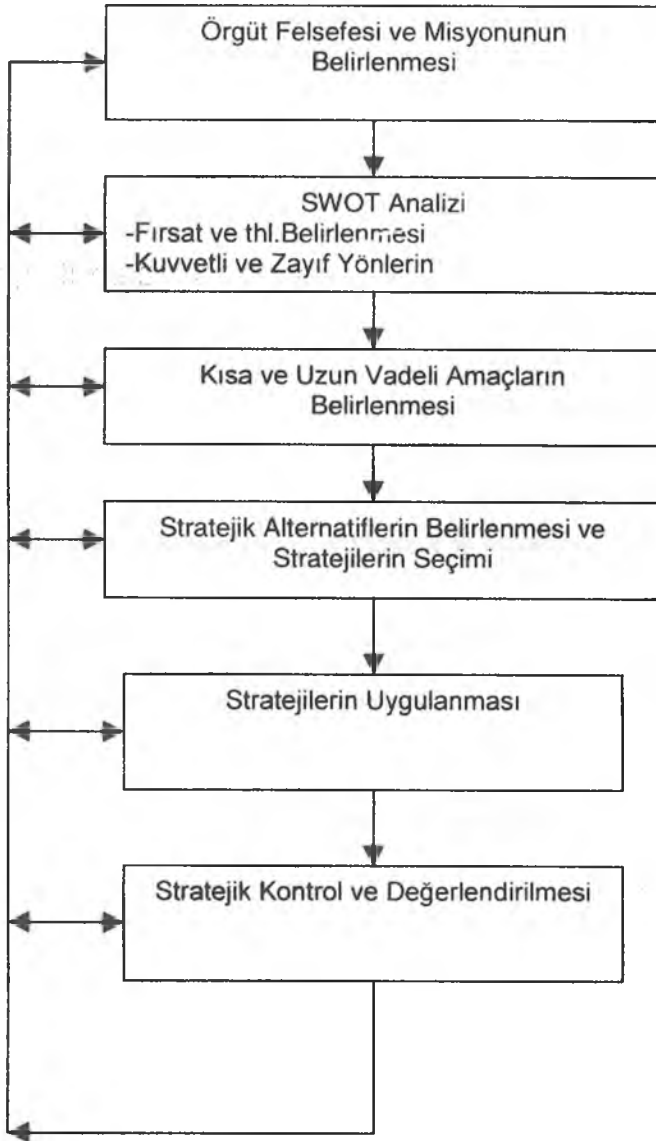 Örgüt Felsefesi ve Misyonunun
Belirlenmesi
SWOT Analizi
-Fırsat ve thl.Belirlenmesi
-Kuvvetli ve Zayıf Yönlerin
Kısa ve Uzun Vadeli Amaçların
Belirlenmesi
Stratejik Alternatiflerin Belirlenmesi ve
Stratejilerin Seçimi
Stratejilerin Uygulanması
Stratejik Kontrol ve Değerlendirilmesi